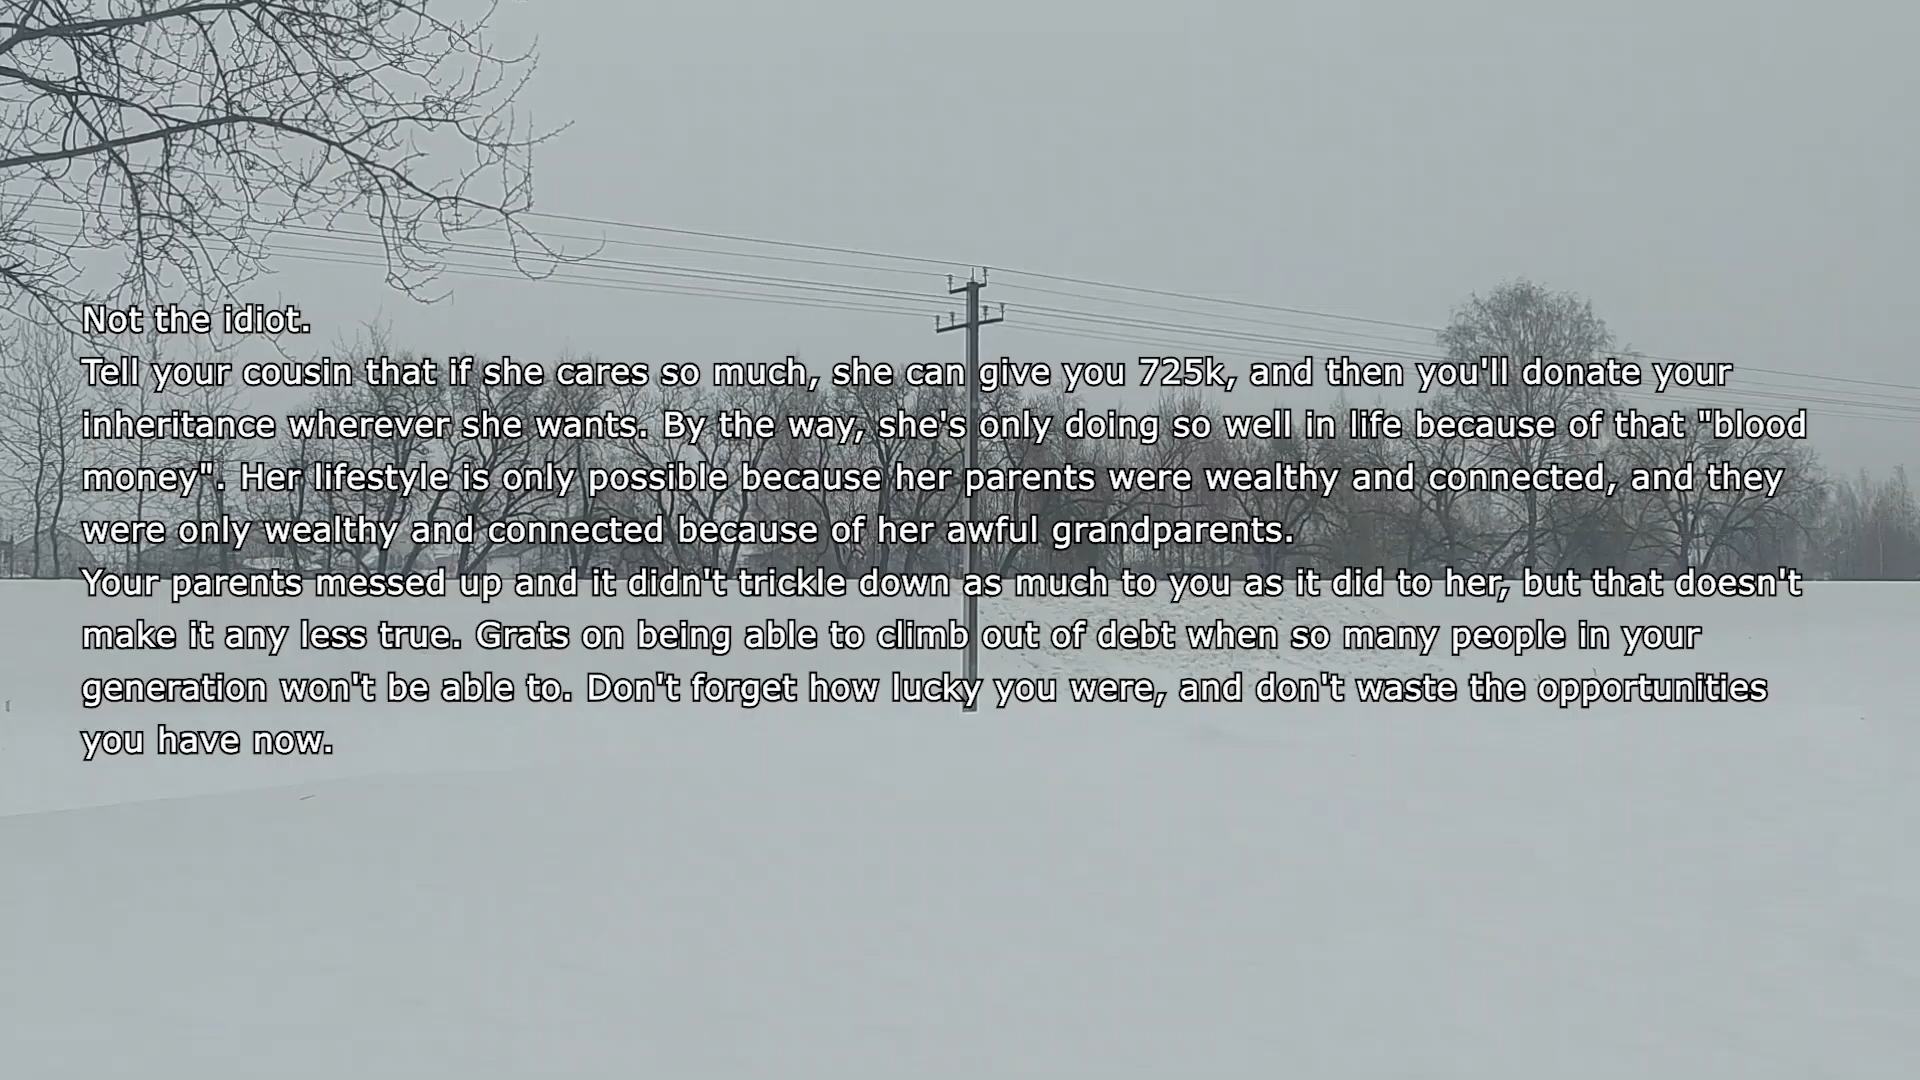 Not the idiot.
Tell your cousin that if she cares so much, she can give you 725k, and then you'll donate your
inheritance wherever she wants. By the way, she's only doing so well in life because of that "blood
money". Her lifestyle is only possible because her parents were wealthy and connected, and they
were only wealthy and connected because of her awful grandparents.
Your parents messed up and it didn't trickle down as much to you as it did to her, but that doesn't
make it any less true. Grats on being able to climb out of debt when so many people in your
generation won't be able to. Don't forget how lucky you were, and don't waste the opportunities
you have now.